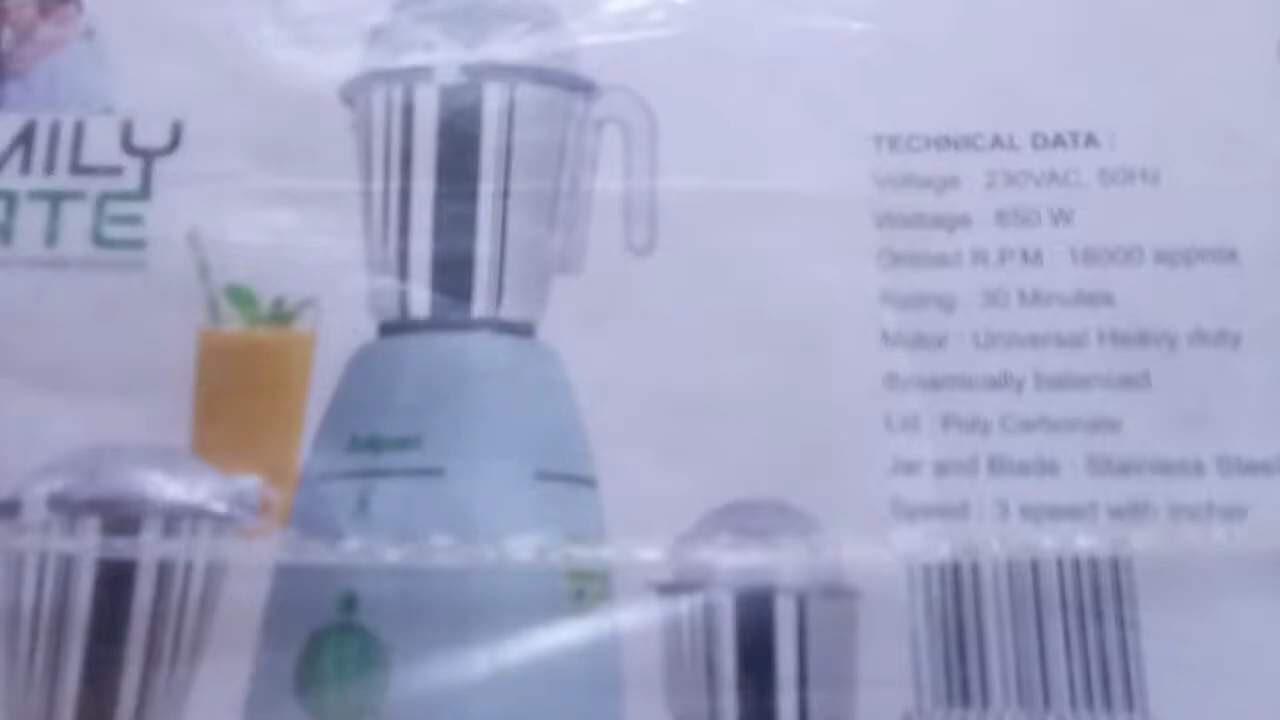 MILY
ATE
TECHNICAL DATA :
Voltage : 230VAC, 50Hz
Wattage : 650 W
R.P.M : 18000 approx
Rating : 30 Minutes
Motor : Universal Heavy duty
dynamically balanced
Lid : Poly Carbonate
Jar and Blade : Stainless Steel
Speed : 3 speed with incher